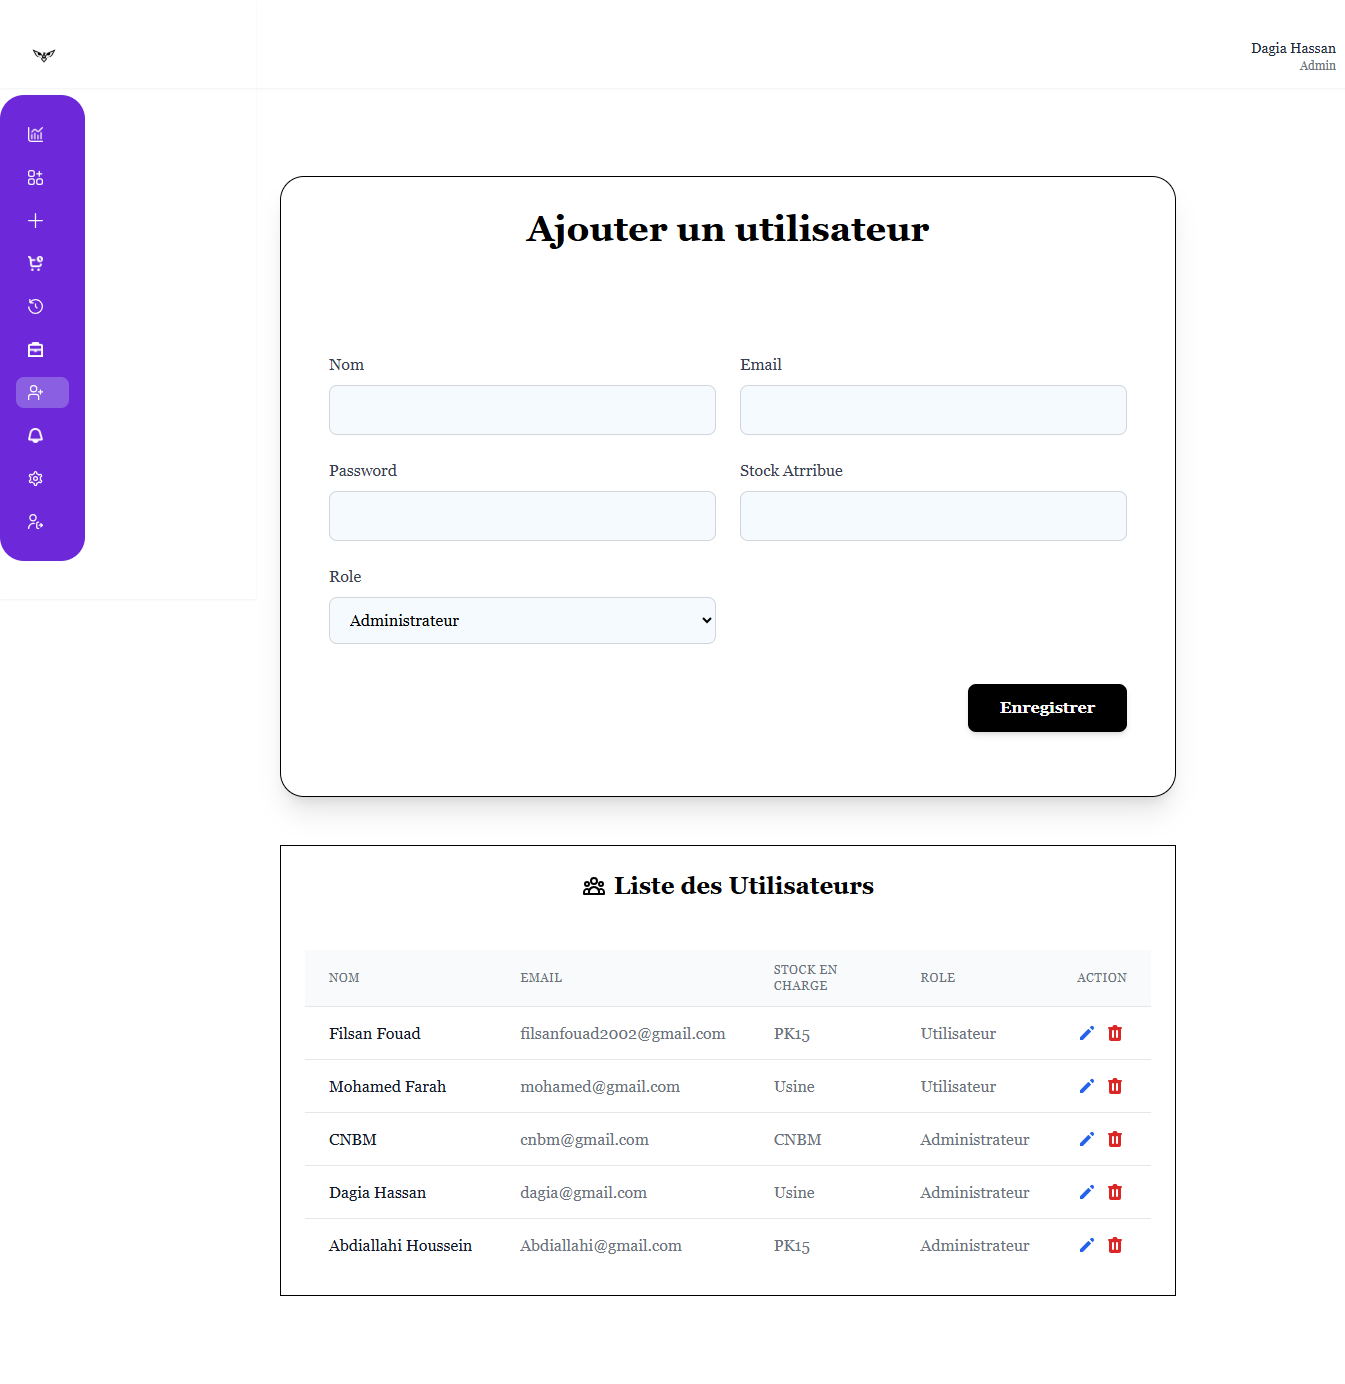 Dagia Hassan
Admin
Ajouter un utilisateur
Nom
Email
Password
Stock Atrribue
Role
Administrateur
Enregistrer
Liste des Utilisateurs
NOM EMAIL STOCK EN CHARGE ROLE ACTION
Filsan Fouad filsanfouad2002@gmail.com PK15 Utilisateur
Mohamed Farah mohamed@gmail.com Usine Utilisateur
CNBM cnbm@gmail.com CNBM Administrateur
Dagia Hassan dagia@gmail.com Usine Administrateur
Abdiallahi Houssein Abdiallahi@gmail.com PK15 Administrateur